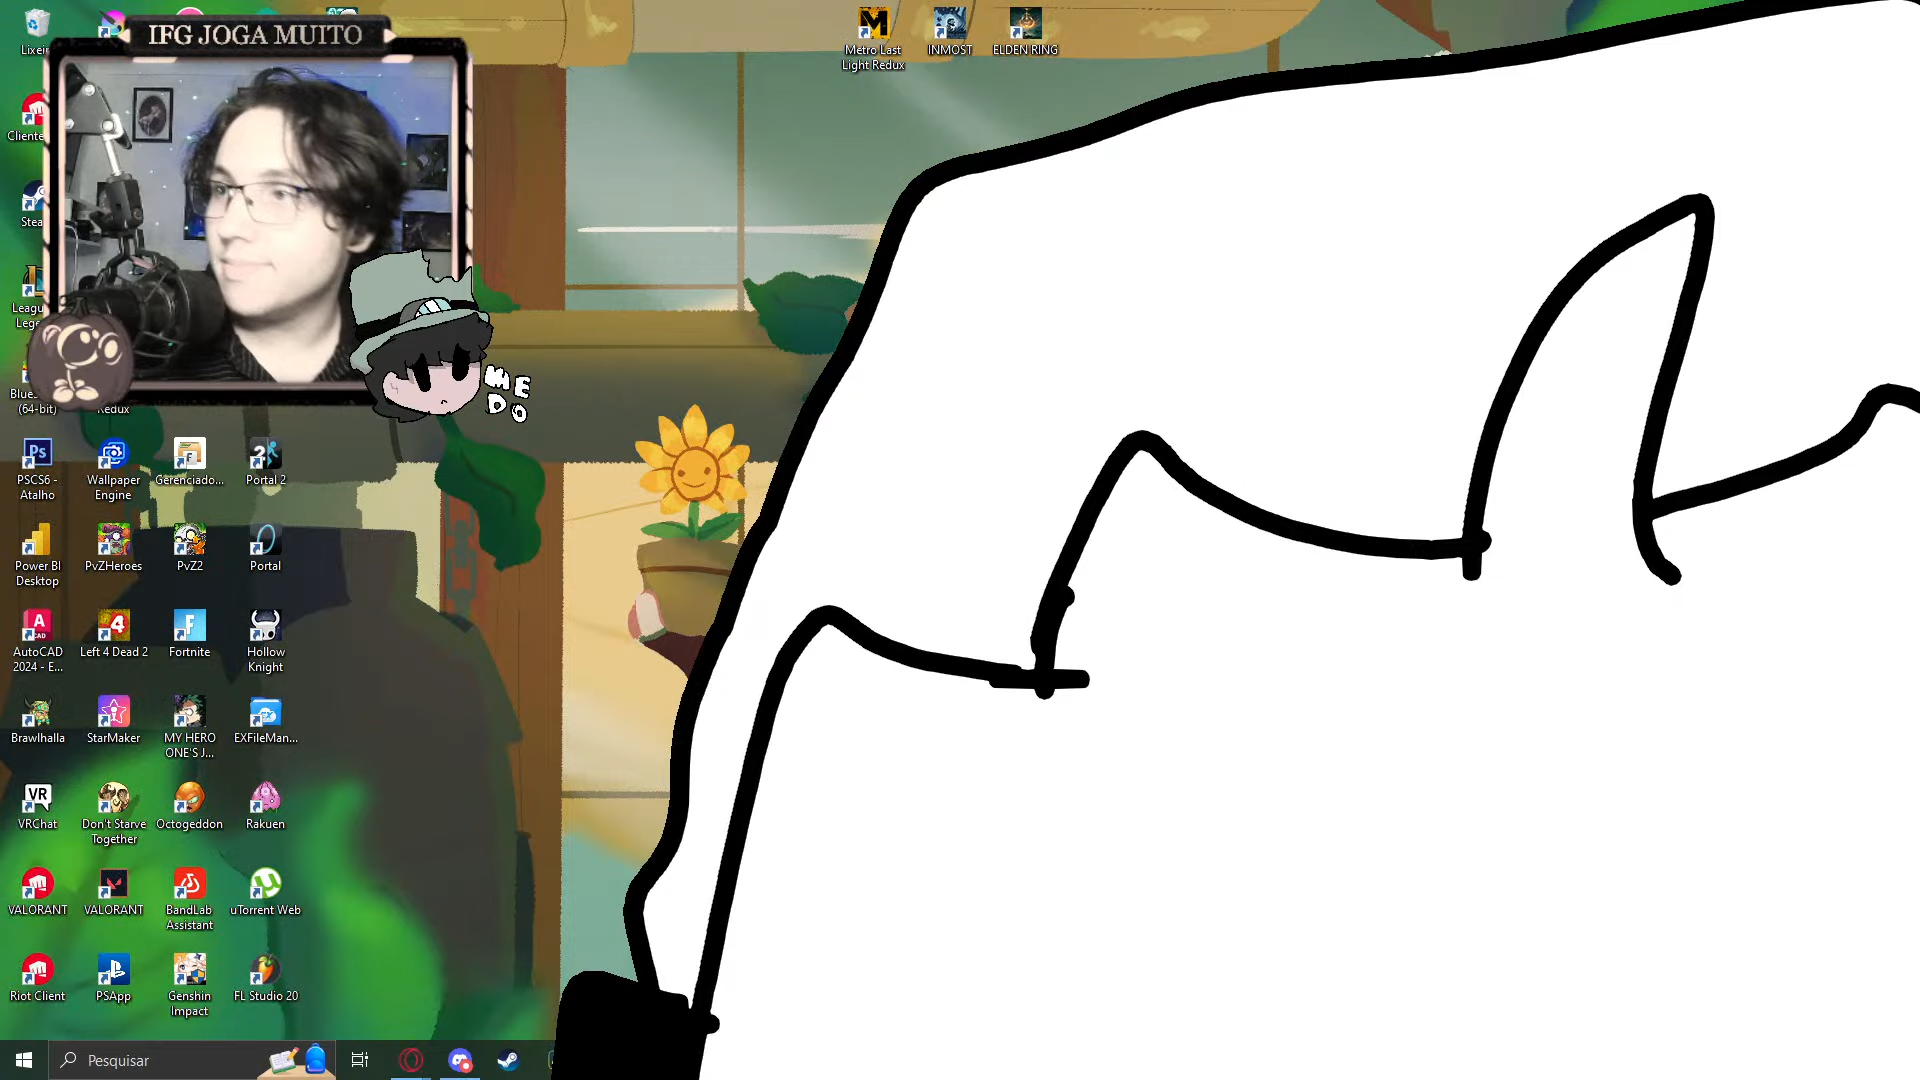 IFG JOGA MUITO
Metro Last
Light Redux
INMOST
ELDEN RING
ME
DO
Redux
(64-bit)
PSCS6 -
Atalho
Wallpaper
Engine
Gerenciado...
Portal 2
Power BI
Desktop
PvZHeroes
PvZ2
Portal
AutoCAD
2024 - E...
Left 4 Dead 2
Fortnite
Hollow
Knight
Brawlhalla
StarMaker
MY HERO
ONE'S J...
EXFileMan...
VRChat
Don't Starve
Together
Octogeddon
Rakuen
VALORANT
VALORANT
BandLab
Assistant
uTorrent Web
Riot Client
PSApp
Genshin
Impact
FL Studio 20
Pesquisar